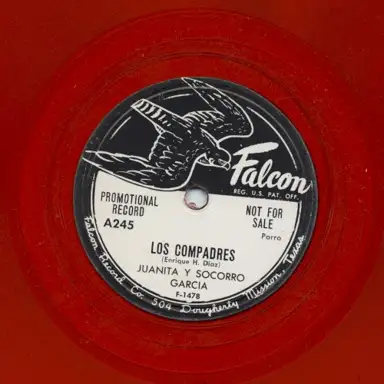 Falcon
REG. U.S. PAT. OFF.
PROMOTIONAL
RECORD
A245
NOT FOR
SALE
Porro
LOS COMPADRES
(Enrique H. Díaz)
JUANITA Y SOCORRO
GARCIA
F-1478
Falcon Record Co. 504 Dougherty Mission, Texas